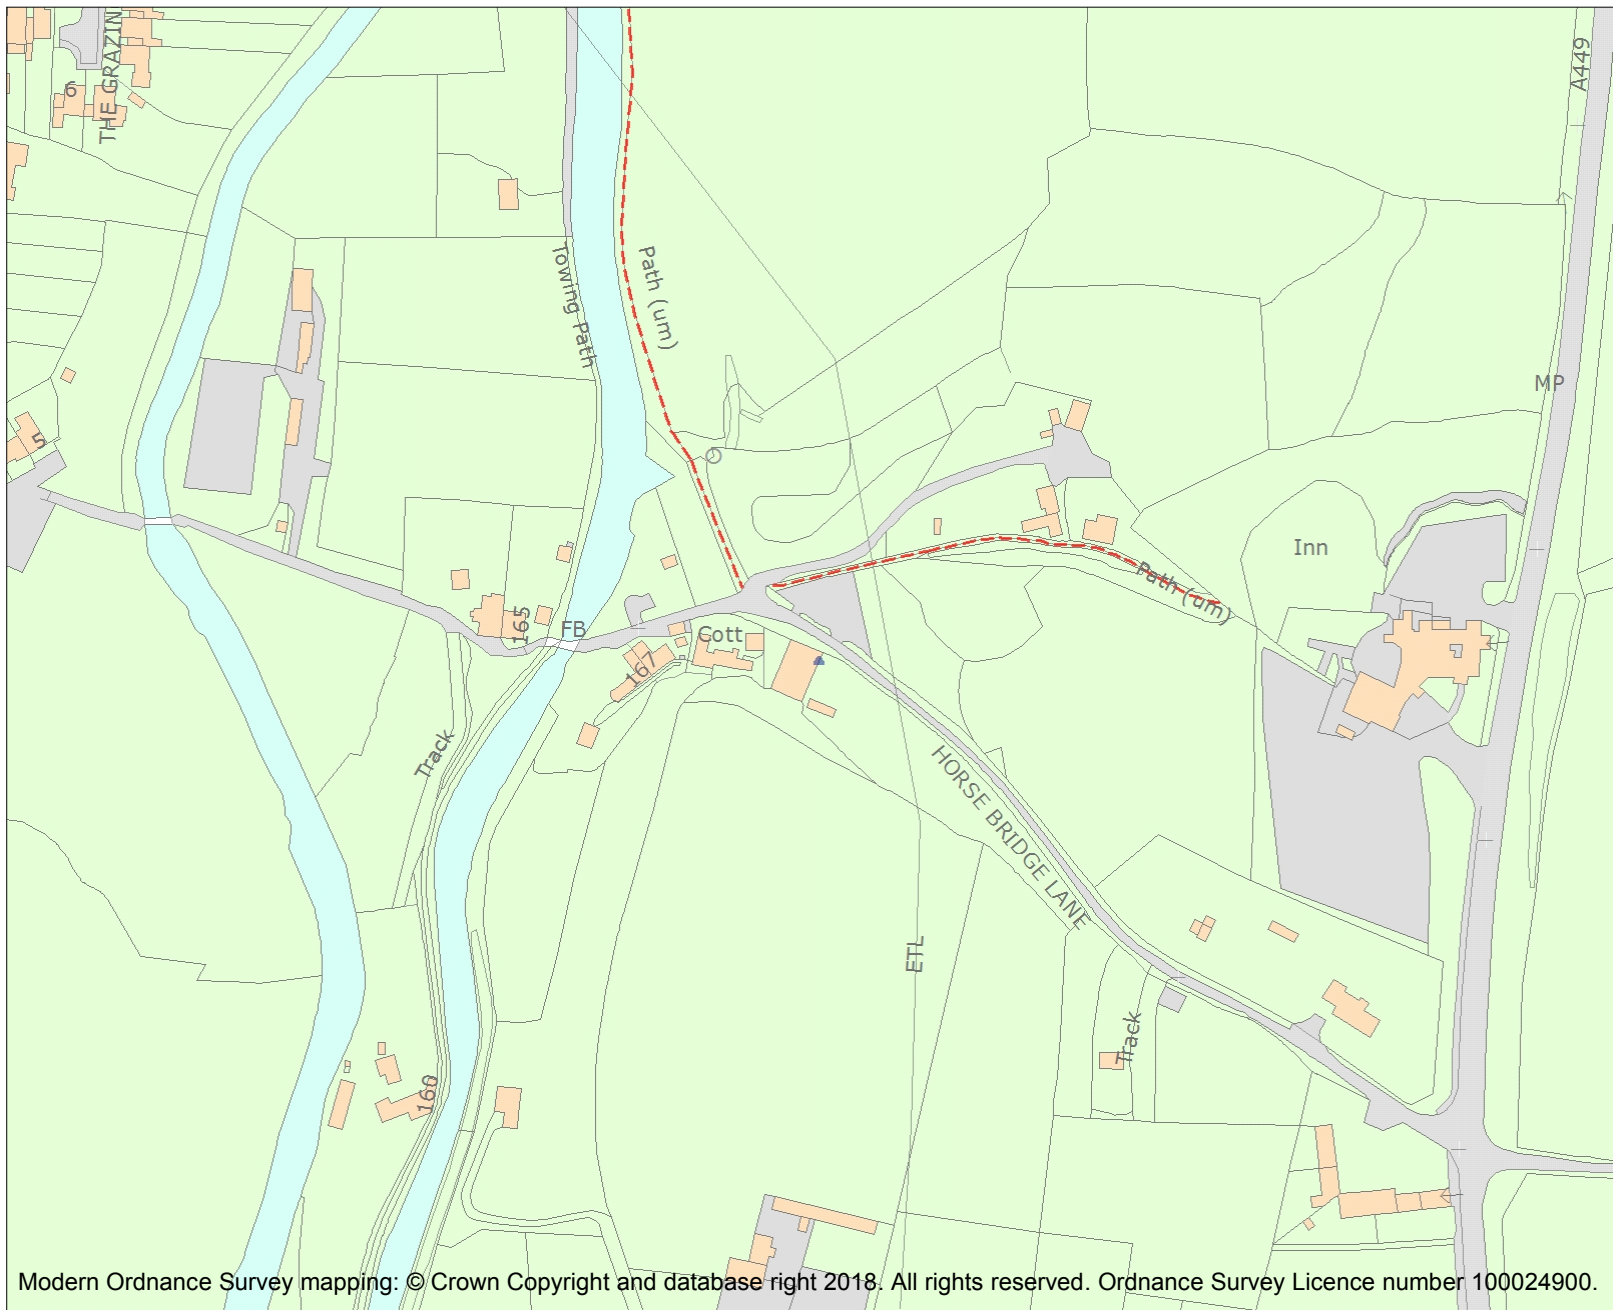 THE GRAZIN
6
A449
Towing Path
Path (um)
MP
5
Inn
Path (um)
165
FB
Cott
167
Track
HORSE BRIDGE LANE
ETL
Track
160
Modern Ordnance Survey mapping: © Crown Copyright and database right 2018. All rights reserved. Ordnance Survey Licence number 100024900.